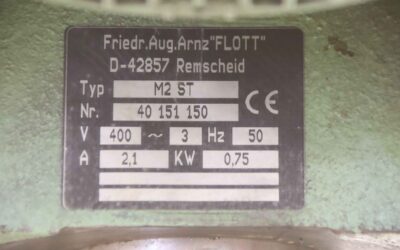 Friedr.Aug.Arnz"FLOTT"
D-42857 Remscheid
Typ M2 ST
Nr. 40 151 150 CE
V 400 ~ 3 Hz 50
A 2,1 KW 0,75